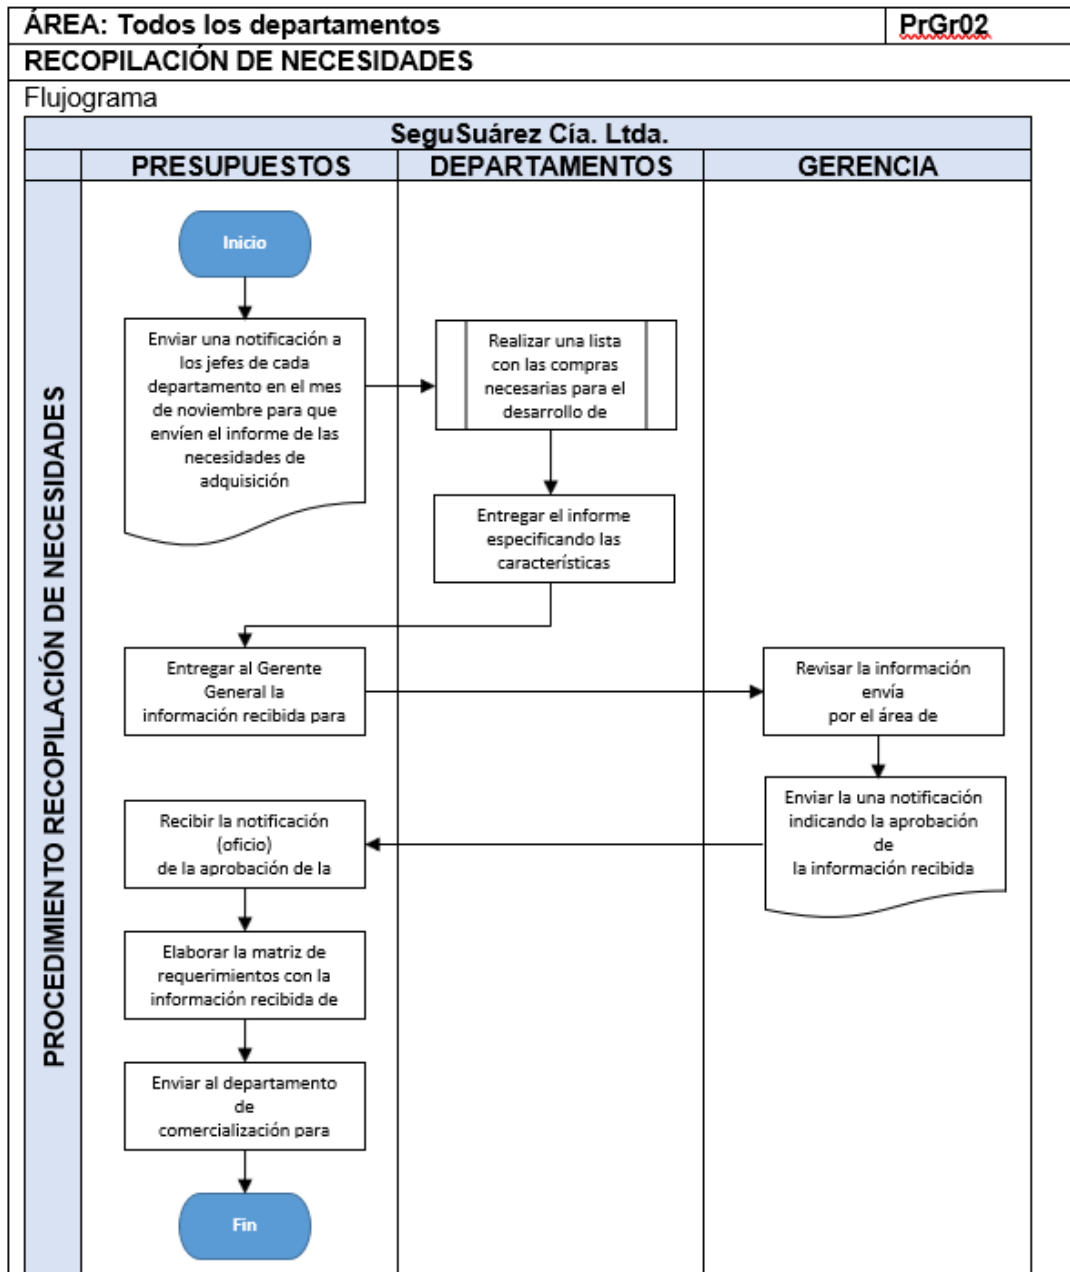 ÁREA: Todos los departamentos
PrGr02
RECOPILACIÓN DE NECESIDADES
Flujograma
SeguSuárez Cía. Ltda.
PRESUPUESTOS
DEPARTAMENTOS
GERENCIA
PROCEDIMIENTO RECOPILACIÓN DE NECESIDADES
Inicio
Enviar una notificación a
los jefes de cada
departamento en el mes
de noviembre para que
envíen el informe de las
necesidades de
adquisición
Realizar una lista
con las compras
necesarias para el
desarrollo de
Entregar el informe
especificando las
características
Entregar al Gerente
General la
información recibida para
Revisar la información
envía
por el área de
Enviar la una notificación
indicando la aprobación
de
la información recibida
Recibir la notificación
(oficio)
de la aprobación de la
Elaborar la matriz de
requerimientos con la
información recibida de
Enviar al departamento
de
comercialización para
Fin